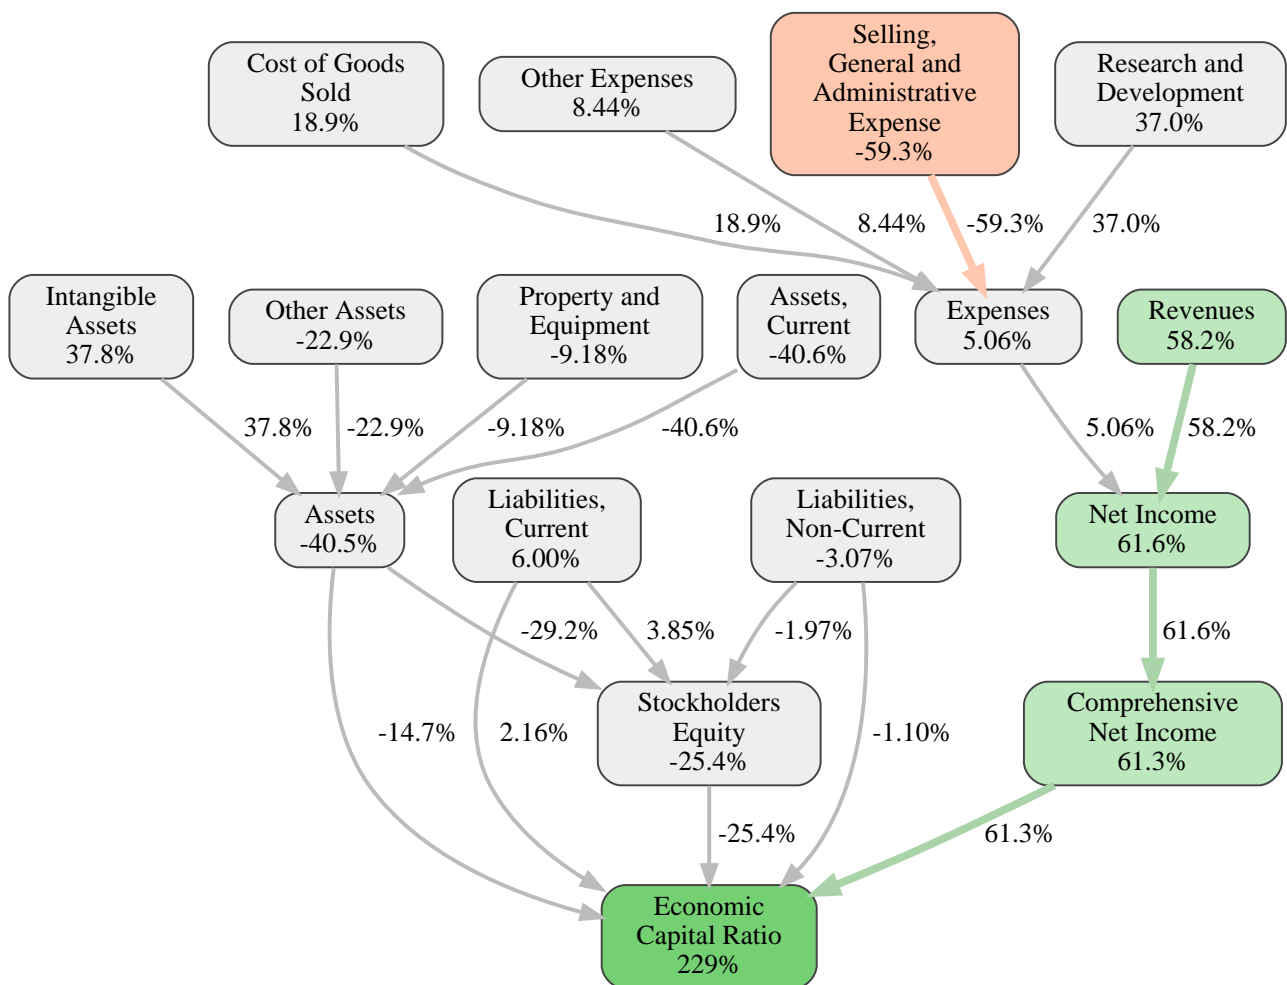 Cost of Goods
Sold
18.9%
Other Expenses
8.44%
Selling,
General and
Administrative
Expense
-59.3%
Research and
Development
37.0%
18.9%
8.44%
-59.3%
37.0%
Intangible
Assets
37.8%
Other Assets
-22.9%
Property and
Equipment
-9.18%
Assets,
Current
-40.6%
Expenses
5.06%
Revenues
58.2%
37.8%
-22.9%
-9.18%
-40.6%
5.06%
58.2%
Assets
-40.5%
Liabilities,
Current
6.00%
Liabilities,
Non-Current
-3.07%
Net Income
61.6%
-29.2%
3.85%
-1.97%
61.6%
-14.7%
2.16%
Stockholders
Equity
-25.4%
-1.10%
Comprehensive
Net Income
61.3%
-25.4%
61.3%
Economic
Capital Ratio
229%